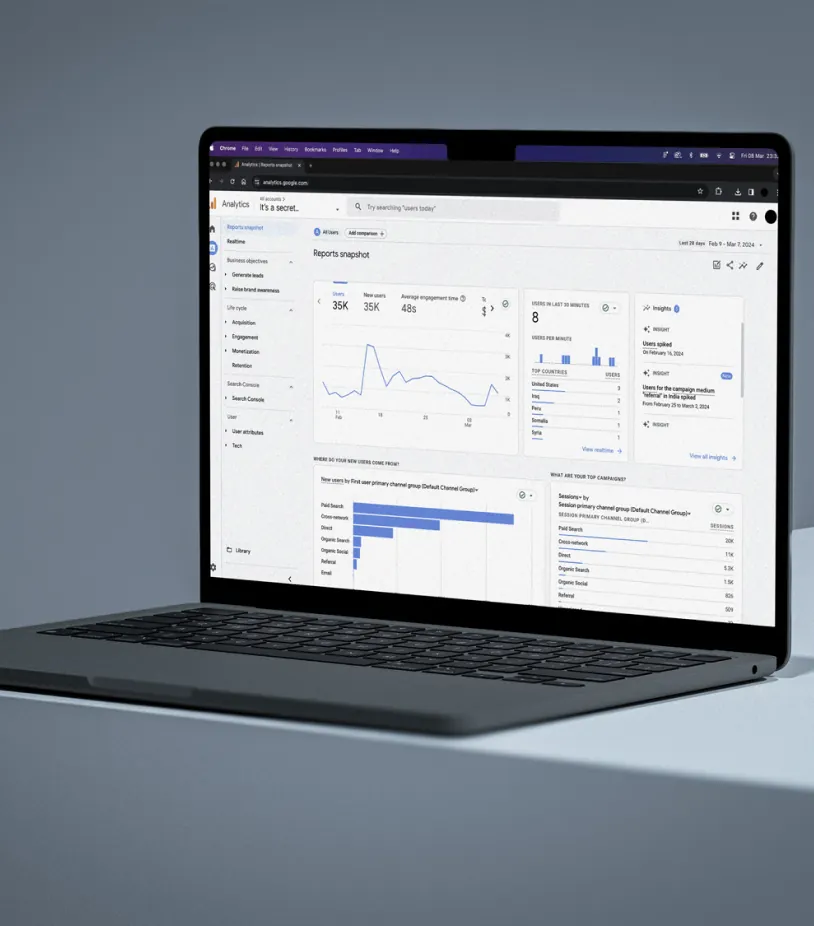 Chrome File Edit View History Bookmarks Profiles Tab Window Help
Fri 08 Mar
Analytics | Reports snapshot
analytics.google.com
Analytics
All accounts >
It's a secret..
Try searching "users today"
Reports snapshot
Realtime
Business objectives
Generate leads
Raise brand awareness
Life cycle
Acquisition
Engagement
Monetization
Retention
Search Console
Search Console
User
User attributes
Tech
Library
All Users
Add comparison +
Last 28 days Feb 9 - Mar 7, 2024
Reports snapshot
Users
35K
New users
35K
Average engagement time
48s
$
4K
3K
2K
1K
0
11
Feb
18
25
03
Mar
USERS IN LAST 30 MINUTES
8
USERS PER MINUTE
TOP COUNTRIES USERS
United States 3
Iraq 2
Peru 1
Somalia 1
Syria 1
View realtime →
Insights
INSIGHT
Users spiked
On February 16, 2024
INSIGHT
New
Users for the campaign medium
"referral" in India spiked
From February 25 to March 2, 2024
INSIGHT
View all insights →
WHERE DO YOUR NEW USERS COME FROM?
New users by First user primary channel group (Default Channel Group)
Paid Search
Cross-network
Direct
Organic Search
Organic Social
Referral
Email
WHAT ARE YOUR TOP CAMPAIGNS?
Sessions by
Session primary channel group (Default Channel Group)
SESSION PRIMARY CHANNEL GROUP (D..
SESSIONS
Paid Search
Cross-network 11K
Direct 5.2K
Organic Search 1.5K
Organic Social 826
Referral 509